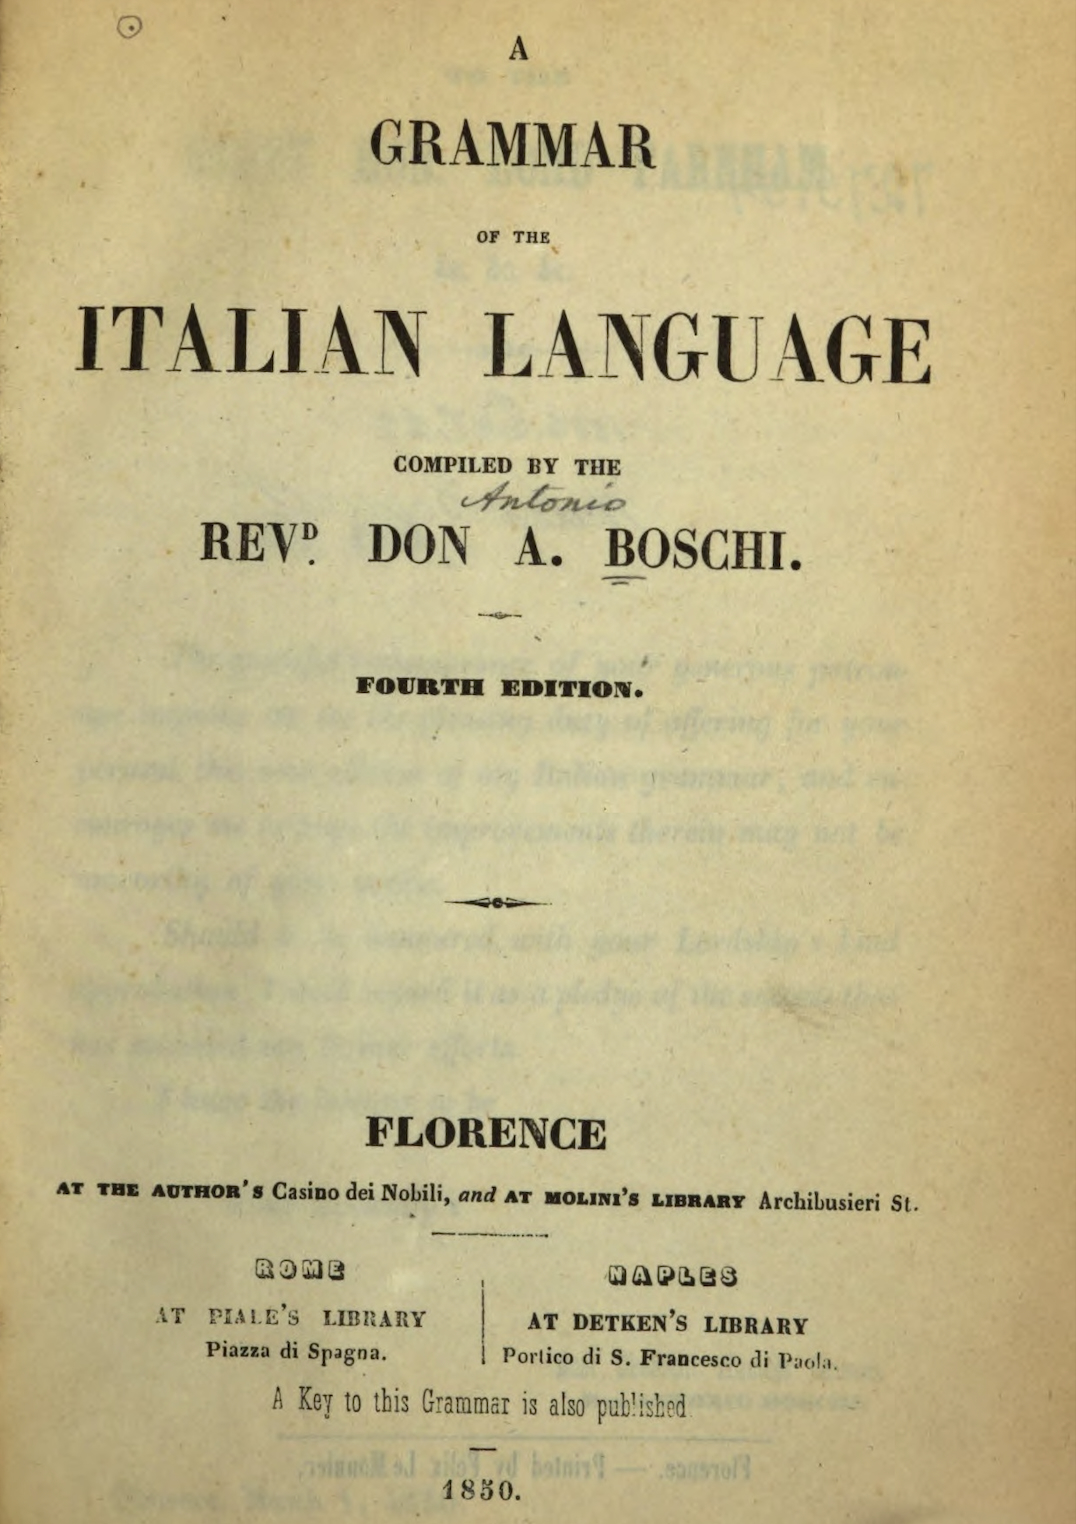 A
GRAMMAR
OF THE
ITALIAN LANGUAGE
COMPILED BY THE
Antonio
REVᴰ. DON A. BOSCHI.
FOURTH EDITION.
FLORENCE
AT THE AUTHOR'S Casino dei Nobili, and AT MOLINI'S LIBRARY Archibusieri St.
ROME
AT PIALE'S LIBRARY
Piazza di Spagna.
NAPLES
AT DETKEN'S LIBRARY
Portico di S. Francesco di Paola.
A Key to this Grammar is also published
1850.